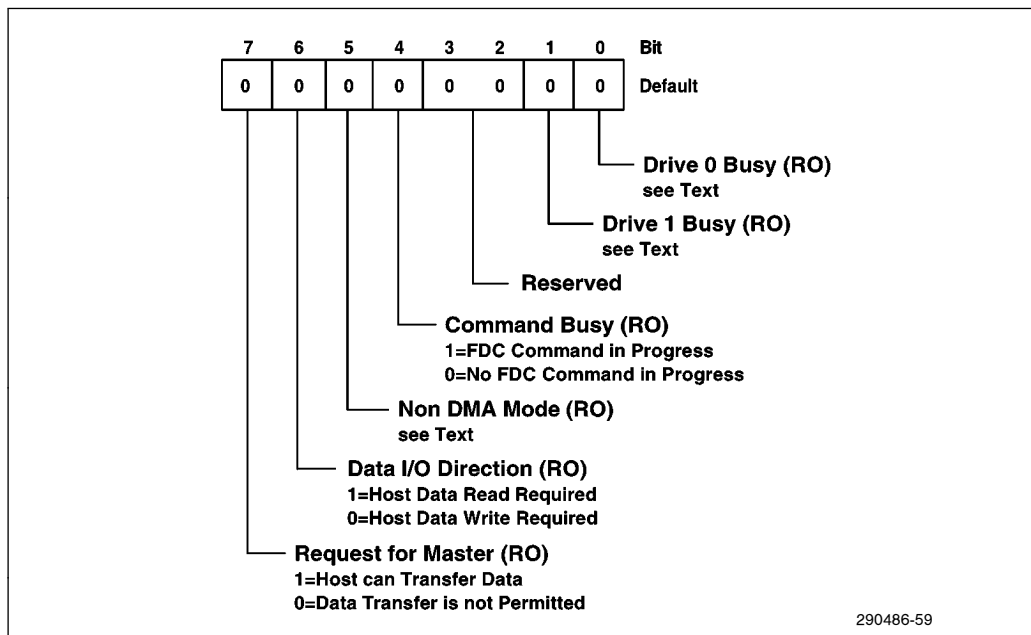 7 6 5 4 3 2 1 0 Bit
0 0 0 0 0 0 0 0 Default
Drive 0 Busy (RO)
see Text
Drive 1 Busy (RO)
see Text
Reserved
Command Busy (RO)
1=FDC Command in Progress
0=No FDC Command in Progress
Non DMA Mode (RO)
see Text
Data I/O Direction (RO)
1=Host Data Read Required
0=Host Data Write Required
Request for Master (RO)
1=Host can Transfer Data
0=Data Transfer is not Permitted
290486-59